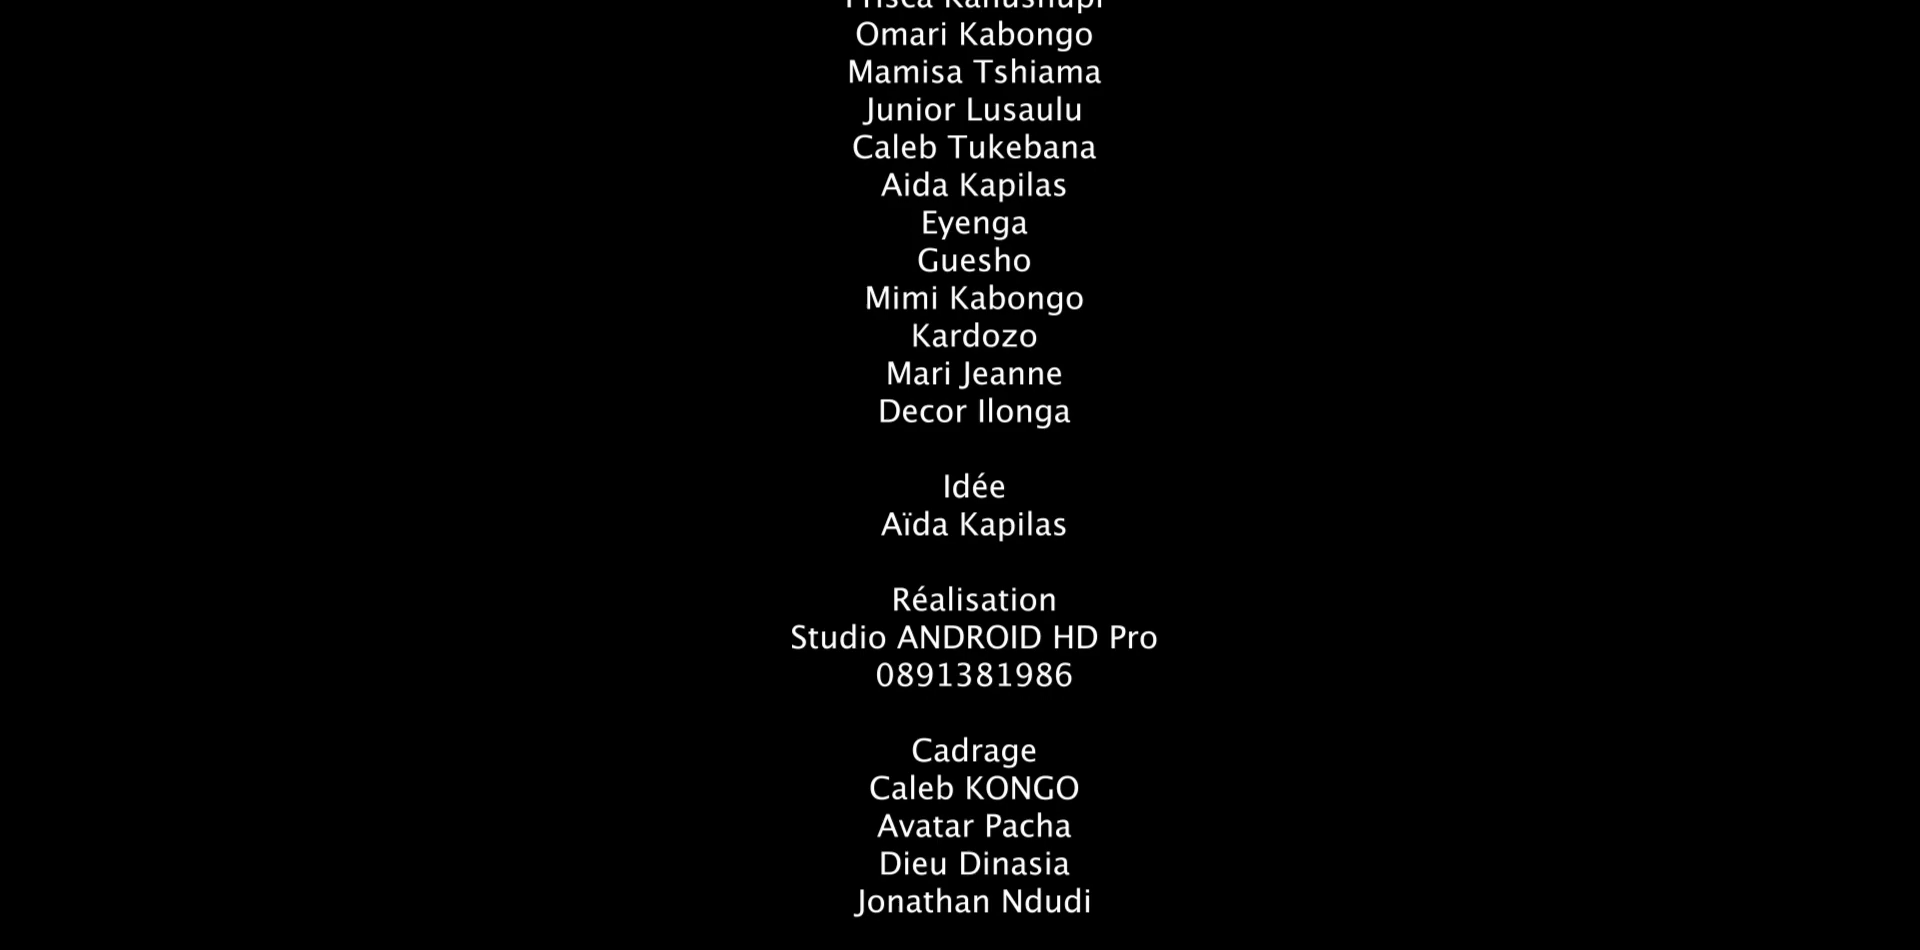 Omari Kabongo
Mamisa Tshiama
Junior Lusaulu
Caleb Tukebana
Aida Kapilas
Eyenga
Guesho
Mimi Kabongo
Kardozo
Mari Jeanne
Decor Ilonga
Idée
Aïda Kapilas
Réalisation
Studio ANDROID HD Pro
0891381986
Cadrage
Caleb KONGO
Avatar Pacha
Dieu Dinasia
Jonathan Ndudi